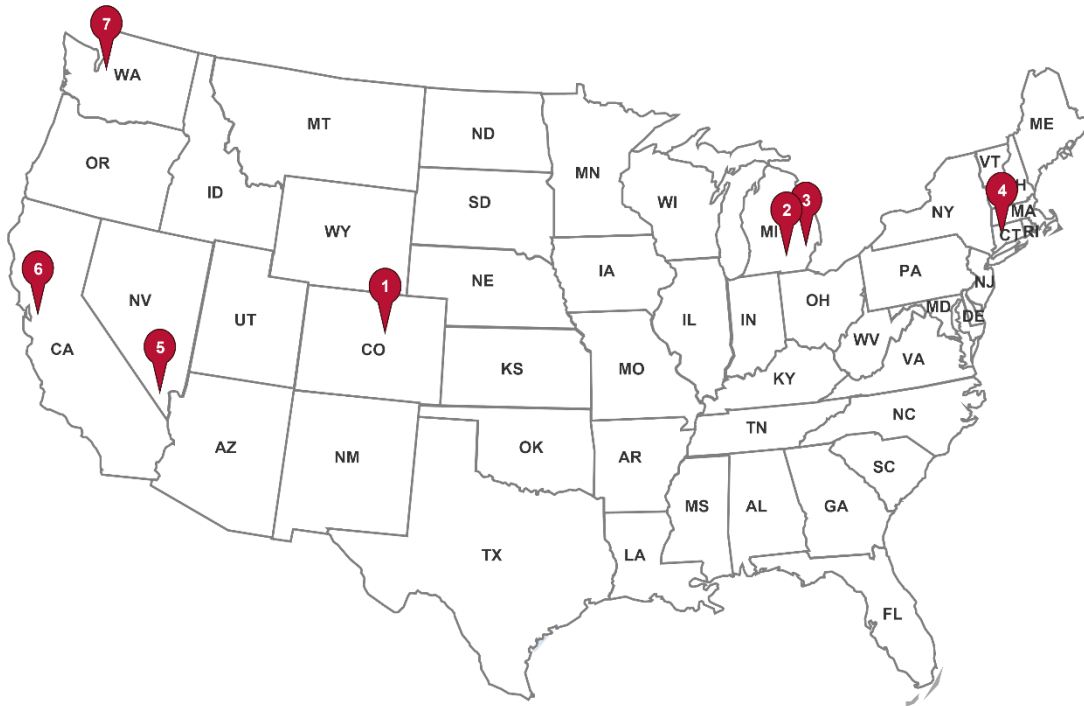 7
WA
MT
ND
ME
OR
ID
MN
VT
H
4
SD
WI
MI
2
3
NY
MA
CT
RI
WY
6
NV
1
NE
IA
PA
NJ
UT
CO
IL
IN
OH
MD
DE
CA
5
KS
MO
WV
VA
KY
AZ
NM
OK
AR
TN
NC
SC
TX
LA
MS
AL
GA
FL